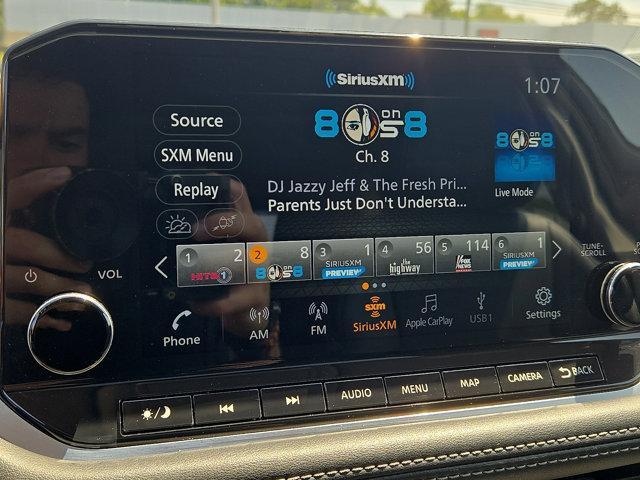 SiriusXM
1:07
Source
8 on 8
SXM Menu
Ch. 8
Replay
DJ Jazzy Jeff & The Fresh Pri...
Parents Just Don't Understa...
Live Mode
1 2 HITS 1
2 8 80s on 8
3 1 SIRIUSXM PREVIEW
4 56 the highway
5 114 FOX NEWS
6 1 SIRIUSXM PREVIEW
VOL
TUNE-
SCROLL
Phone
AM
FM
sxm
SiriusXM
Apple CarPlay
USB1
Settings
AUDIO
MENU
MAP
CAMERA
BACK